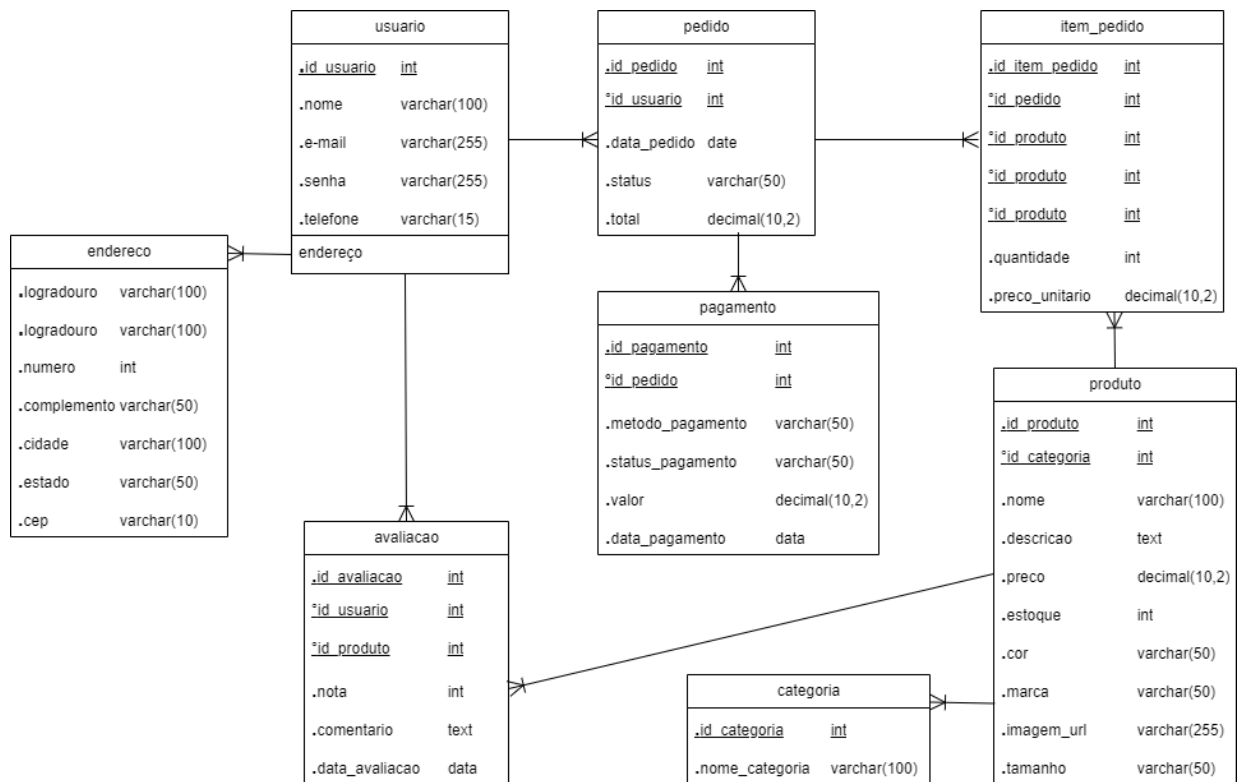 usuario
.id_usuario int
.nome varchar(100)
.e-mail varchar(255)
.senha varchar(255)
.telefone varchar(15)
endereço
pedido
.id_pedido int
°id_usuario int
.data_pedido date
.status varchar(50)
.total decimal(10,2)
item_pedido
.id_item_pedido int
°id_pedido int
°id_produto int
°id_produto int
°id_produto int
.quantidade int
.preco_unitario decimal(10,2)
endereco
.logradouro varchar(100)
.logradouro varchar(100)
.numero int
.complemento varchar(50)
.cidade varchar(100)
.estado varchar(50)
.cep varchar(10)
pagamento
.id_pagamento int
°id_pedido int
.metodo_pagamento varchar(50)
.status_pagamento varchar(50)
.valor decimal(10,2)
.data_pagamento data
produto
.id_produto int
°id_categoria int
.nome varchar(100)
.descricao text
.preco decimal(10,2)
.estoque int
.cor varchar(50)
.marca varchar(50)
.imagem_url varchar(255)
.tamanho varchar(50)
avaliacao
.id_avaliacao int
°id_usuario int
°id_produto int
.nota int
.comentario text
.data_avaliacao data
categoria
.id_categoria int
.nome_categoria varchar(100)